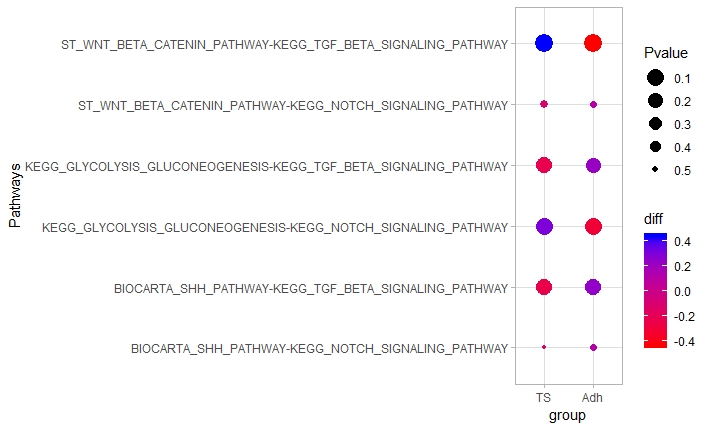 Pathways
ST_WNT_BETA_CATENIN_PATHWAY-KEGG_TGF_BETA_SIGNALING_PATHWAY
ST_WNT_BETA_CATENIN_PATHWAY-KEGG_NOTCH_SIGNALING_PATHWAY
KEGG_GLYCOLYSIS_GLUCONEOGENESIS-KEGG_TGF_BETA_SIGNALING_PATHWAY
KEGG_GLYCOLYSIS_GLUCONEOGENESIS-KEGG_NOTCH_SIGNALING_PATHWAY
BIOCARTA_SHH_PATHWAY-KEGG_TGF_BETA_SIGNALING_PATHWAY
BIOCARTA_SHH_PATHWAY-KEGG_NOTCH_SIGNALING_PATHWAY
TS Adh
group
Pvalue
0.1
0.2
0.3
0.4
0.5
diff
0.4
0.2
0.0
-0.2
-0.4